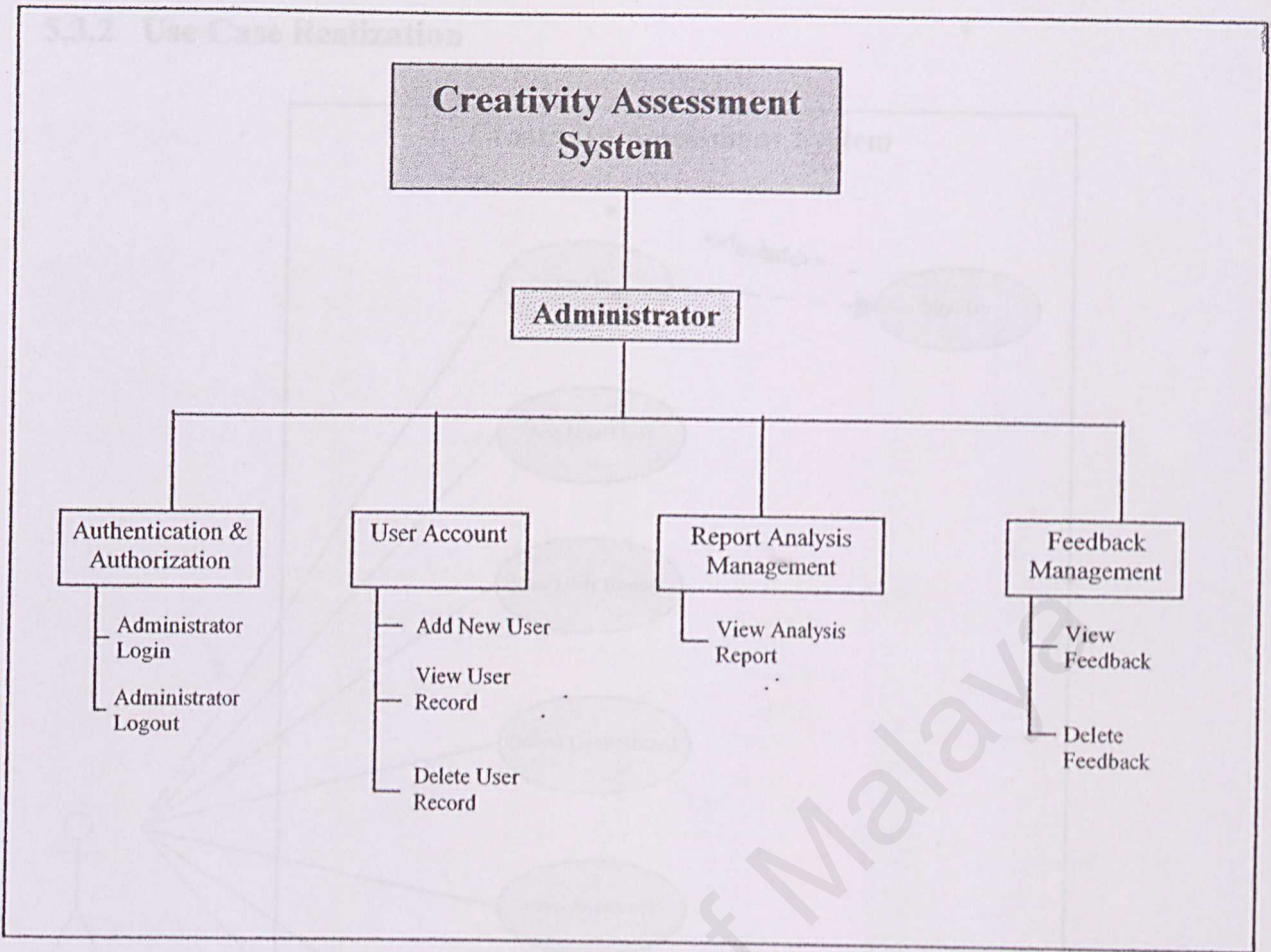 5.3.2 Use Case Realization
Creativity Assessment
System
Administrator
Authentication &
Authorization
User Account
Report Analysis
Management
Feedback
Management
Administrator
Login
Administrator
Logout
Add New User
View User
Record
Delete User
Record
View Analysis
Report
View
Feedback
Delete
Feedback
of Malaya